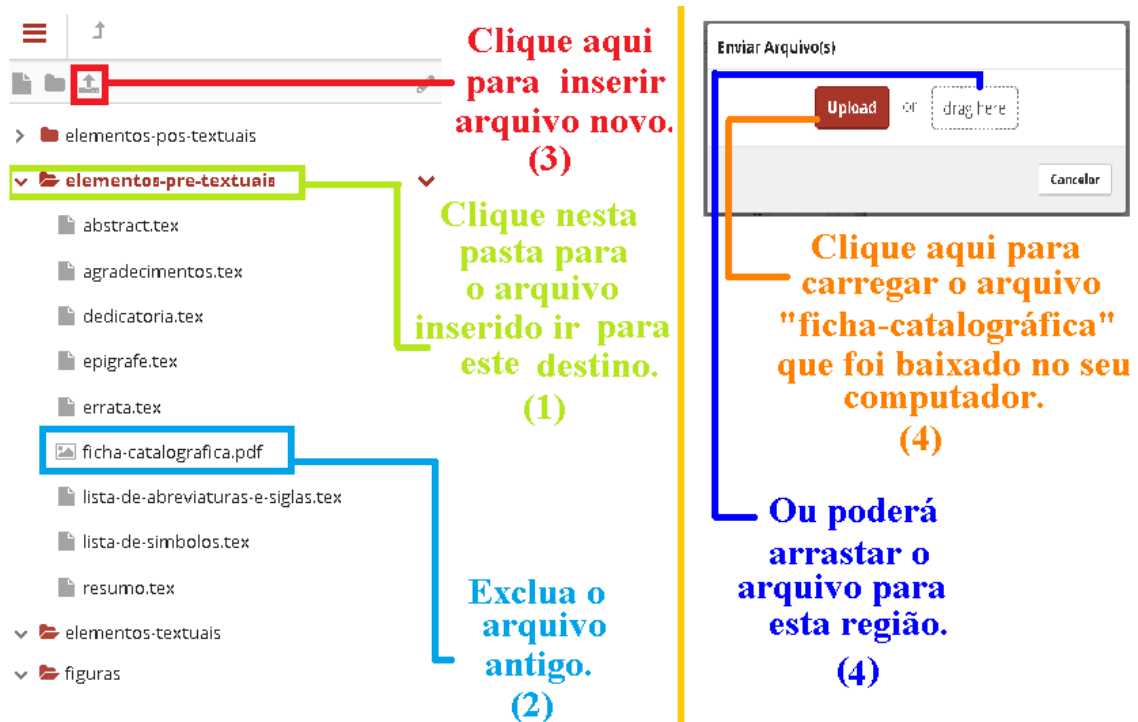 Clique aqui
para inserir
arquivo novo.
(3)
elementos-pos-textuais
elementos-pre-textuais
abstract.tex
agradecimentos.tex
dedicatoria.tex
epigrafe.tex
errata.tex
ficha-catalografica.pdf
lista-de-abreviaturas-e-siglas.tex
lista-de-simbolos.tex
resumo.tex
elementos-textuais
figuras
Clique nesta
pasta para
o arquivo
inserido ir para
este destino.
(1)
Exclua o
arquivo
antigo.
(2)
Enviar Arquivo(s)
Upload or drag here
Cancelar
Clique aqui para
carregar o arquivo
"ficha-catalográfica"
que foi baixado no seu
computador.
(4)
Ou poderá
arrastar o
arquivo para
esta região.
(4)